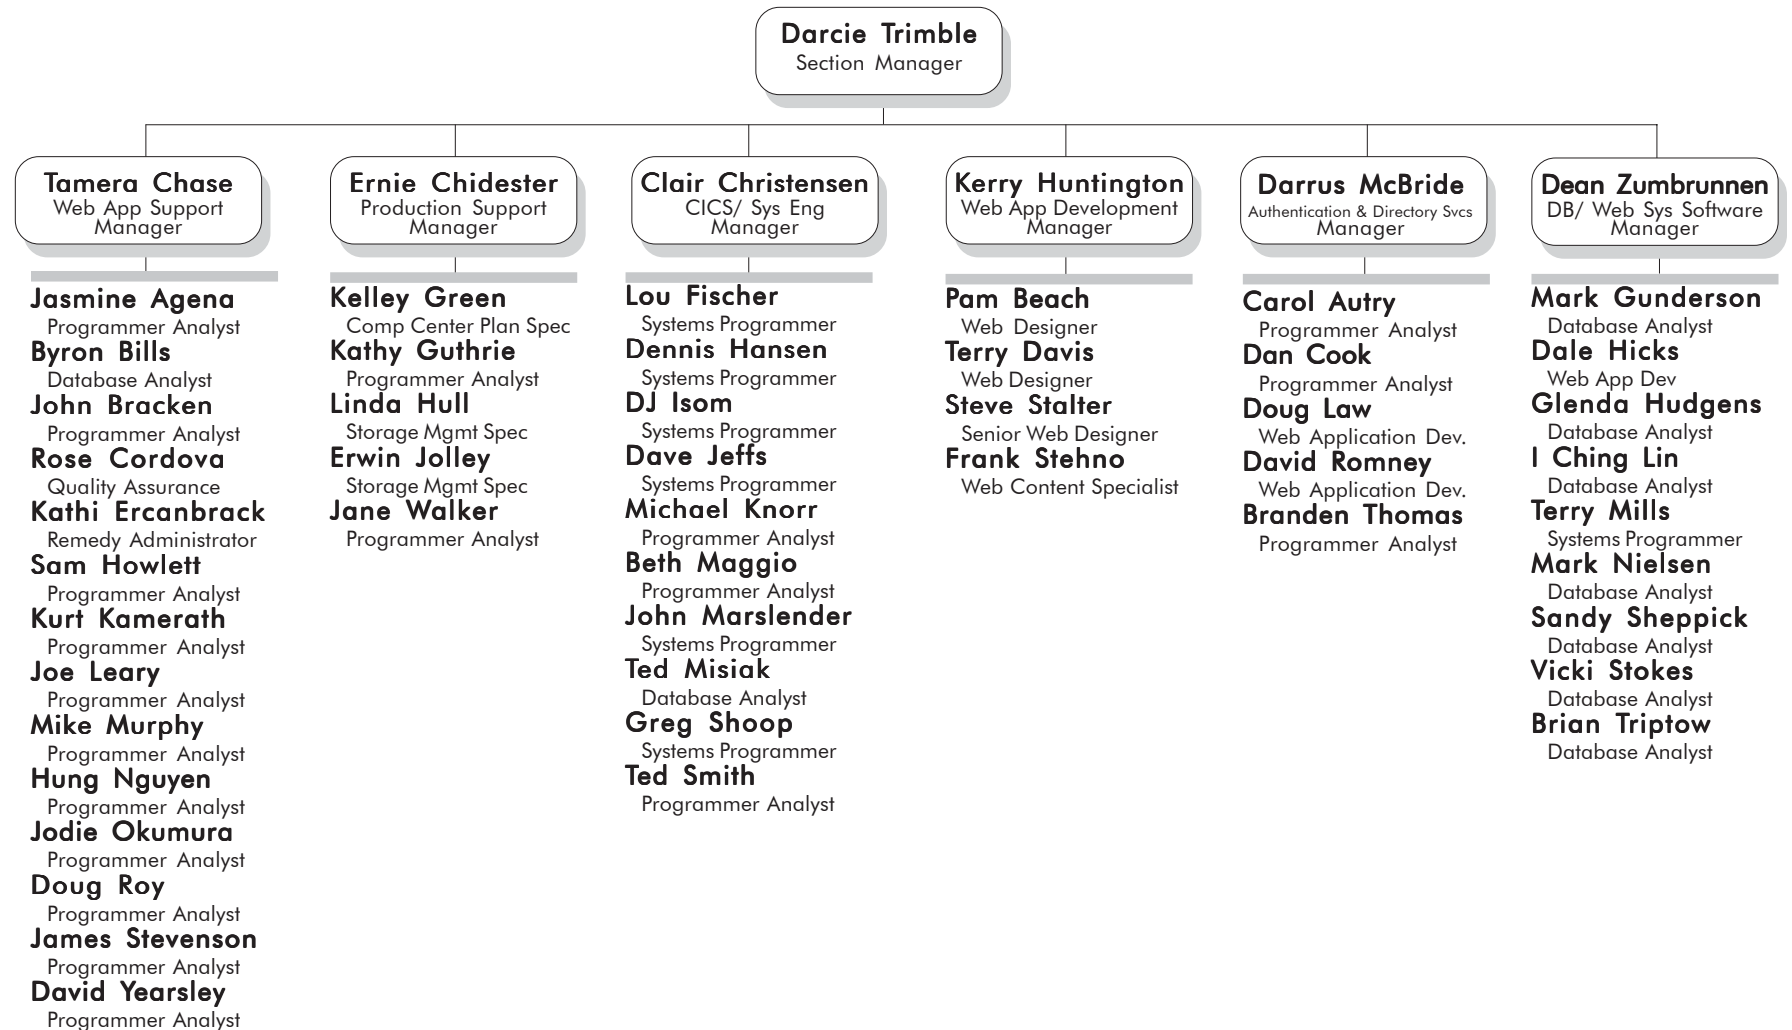 Darcie Trimble
Section Manager
Tamera Chase
Web App Support
Manager
Jasmine Agena
Programmer Analyst
Byron Bills
Database Analyst
John Bracken
Programmer Analyst
Rose Cordova
Quality Assurance
Kathi Ercanbrack
Remedy Administrator
Sam Howlett
Programmer Analyst
Kurt Kamerath
Programmer Analyst
Joe Leary
Programmer Analyst
Mike Murphy
Programmer Analyst
Hung Nguyen
Programmer Analyst
Jodie Okumura
Programmer Analyst
Doug Roy
Programmer Analyst
James Stevenson
Programmer Analyst
David Yearsley
Programmer Analyst
Ernie Chidester
Production Support
Manager
Kelley Green
Comp Center Plan Spec
Kathy Guthrie
Programmer Analyst
Linda Hull
Storage Mgmt Spec
Erwin Jolley
Storage Mgmt Spec
Jane Walker
Programmer Analyst
Clair Christensen
CICS/ Sys Eng
Manager
Lou Fischer
Systems Programmer
Dennis Hansen
Systems Programmer
DJ Isom
Systems Programmer
Dave Jeffs
Systems Programmer
Michael Knorr
Programmer Analyst
Beth Maggio
Programmer Analyst
John Marslender
Systems Programmer
Ted Misiak
Database Analyst
Greg Shoop
Systems Programmer
Ted Smith
Programmer Analyst
Kerry Huntington
Web App Development
Manager
Pam Beach
Web Designer
Terry Davis
Web Designer
Steve Stalter
Senior Web Designer
Frank Stehno
Web Content Specialist
Darrus McBride
Authentication & Directory Svcs
Manager
Carol Autry
Programmer Analyst
Dan Cook
Programmer Analyst
Doug Law
Web Application Dev.
David Romney
Web Application Dev.
Branden Thomas
Programmer Analyst
Dean Zumbrunnen
DB/ Web Sys Software
Manager
Mark Gunderson
Database Analyst
Dale Hicks
Web App Dev
Glenda Hudgens
Database Analyst
I Ching Lin
Database Analyst
Terry Mills
Systems Programmer
Mark Nielsen
Database Analyst
Sandy Sheppick
Database Analyst
Vicki Stokes
Database Analyst
Brian Triptow
Database Analyst